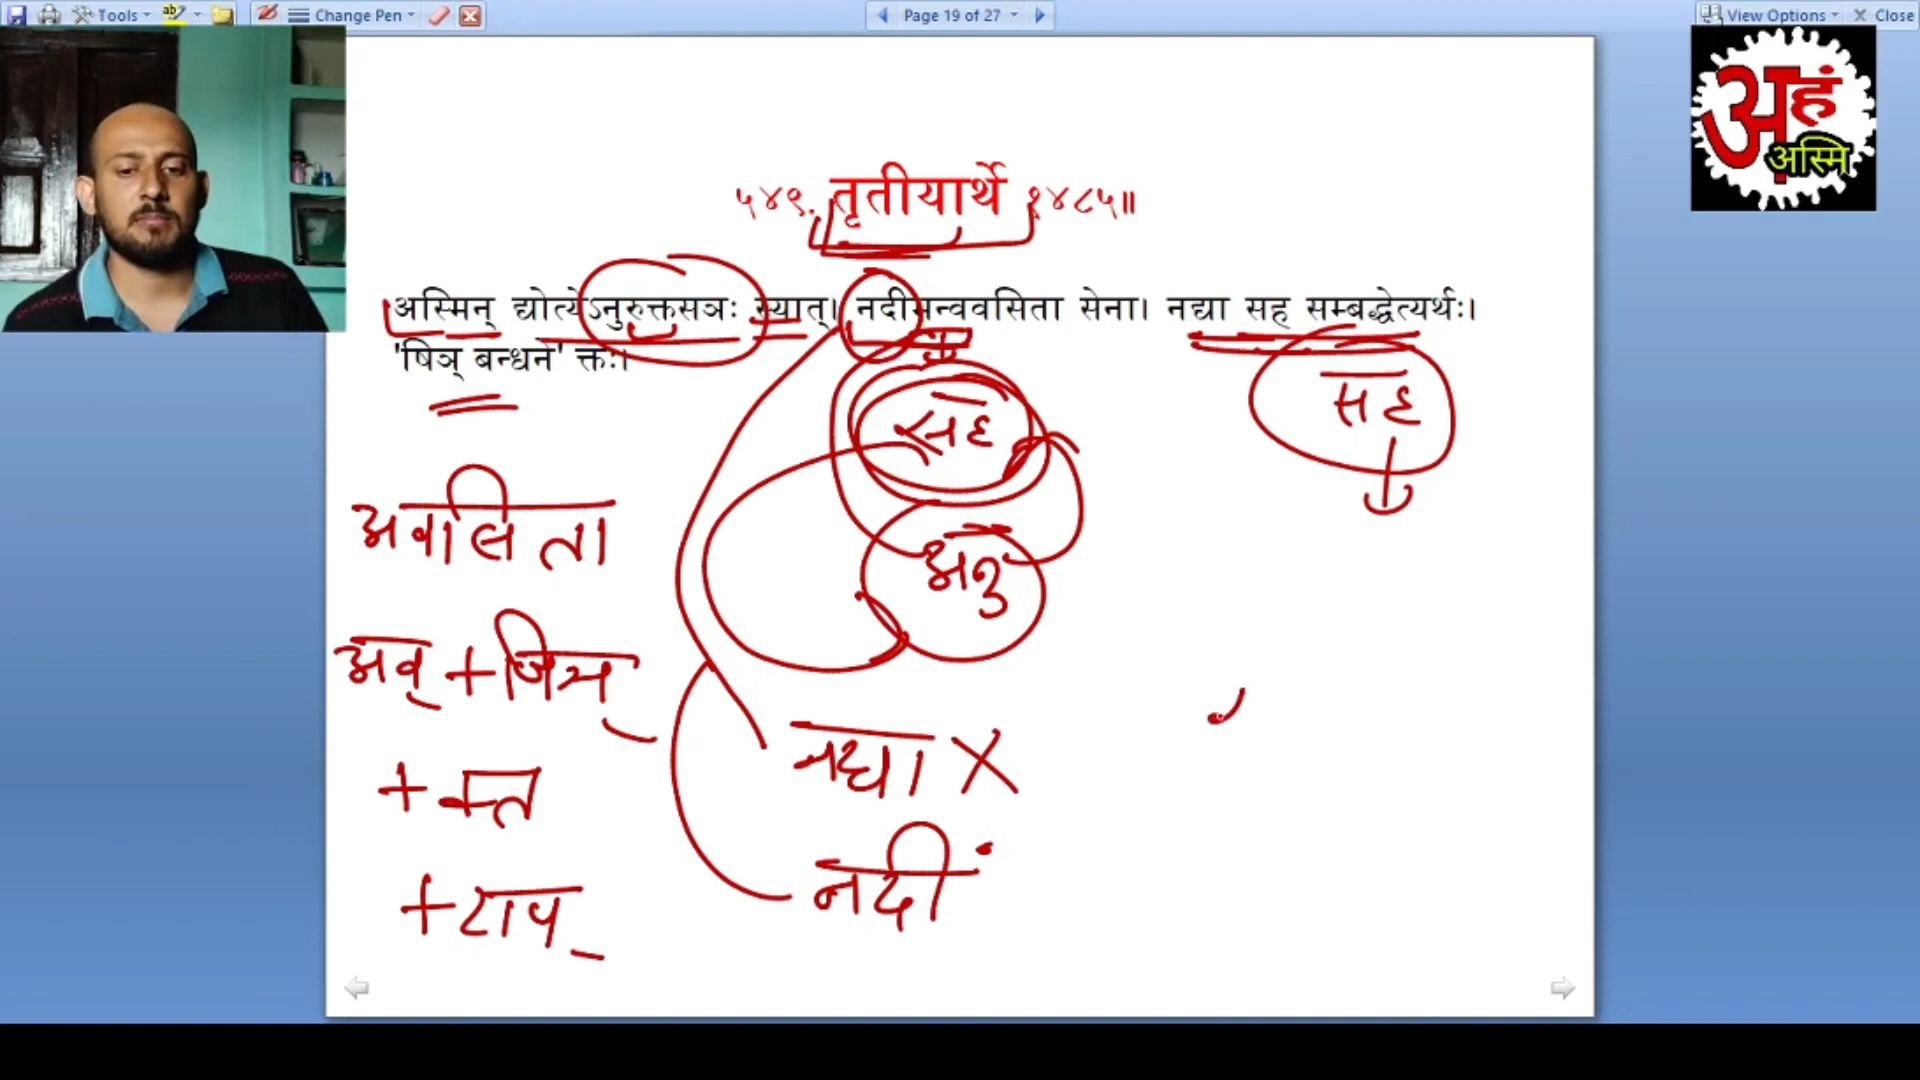 Tools Change Pen Page 19 of 27 View Options Close
अहं
अस्मि
५४९. तृतीयार्थे १४८५॥
अस्मिन् द्योत्येऽनुरुक्तसञः स्यात्। नदीमन्ववसिता सेना। नद्या सह सम्बद्धेत्यर्थः।
'षिञ् बन्धने' क्तः।
सह
सह
अवसिता
अनु
अव् + षिञ्
नद्या X
+ क्त
नदीं
+ टाप्